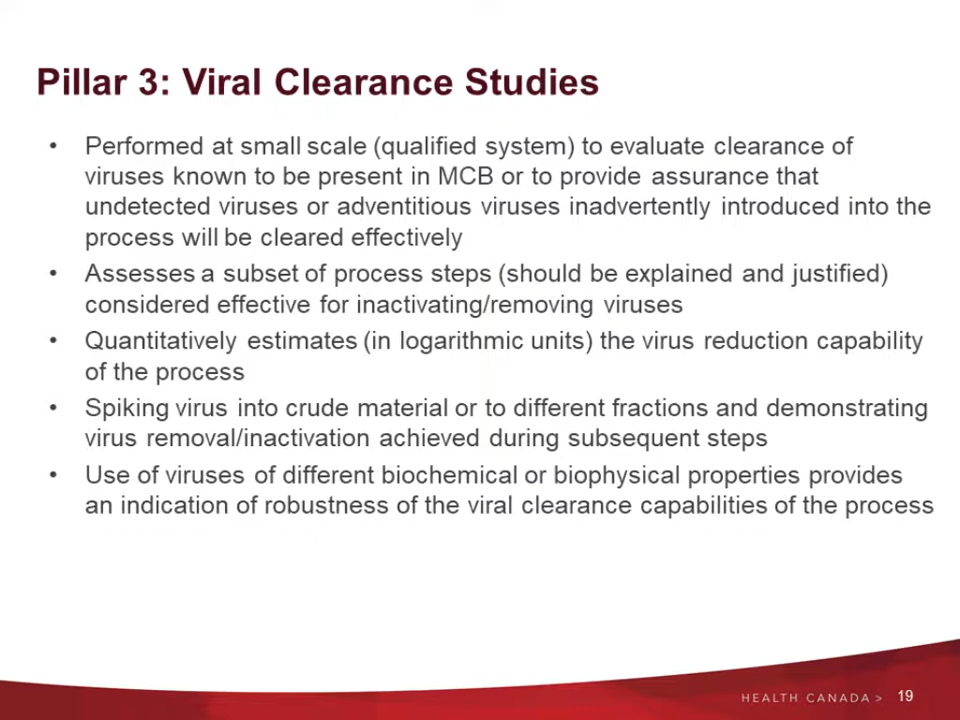 Pillar 3: Viral Clearance Studies
• Performed at small scale (qualified system) to evaluate clearance of
viruses known to be present in MCB or to provide assurance that
undetected viruses or adventitious viruses inadvertently introduced into the
process will be cleared effectively
• Assesses a subset of process steps (should be explained and justified)
considered effective for inactivating/removing viruses
• Quantitatively estimates (in logarithmic units) the virus reduction capability
of the process
• Spiking virus into crude material or to different fractions and demonstrating
virus removal/inactivation achieved during subsequent steps
• Use of viruses of different biochemical or biophysical properties provides
an indication of robustness of the viral clearance capabilities of the process
HEALTH CANADA > 19